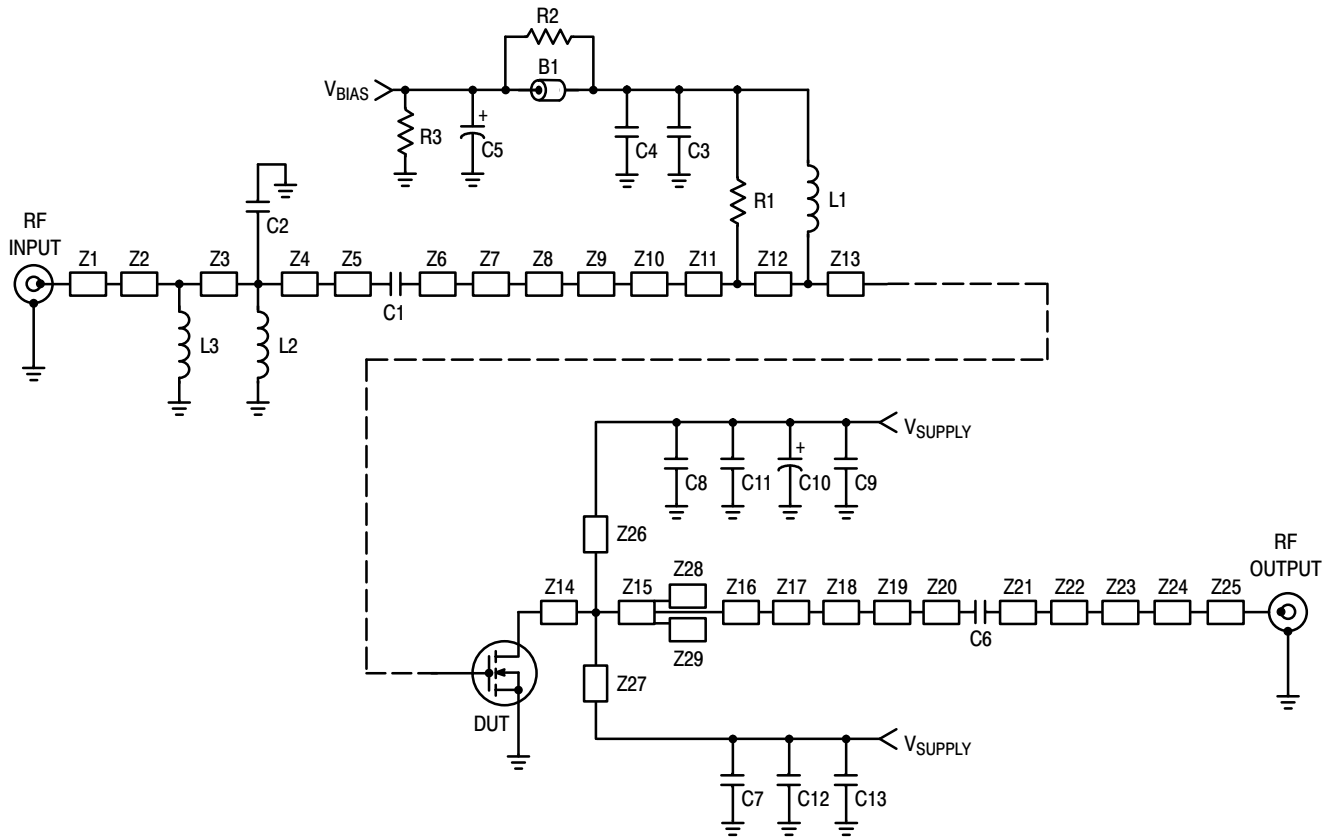 R2
B1
VBIAS
R3
+
C5
C4
C3
R1
L1
C2
RF
INPUT
Z1
Z2
Z3
Z4
Z5
Z6
Z7
Z8
Z9
Z10
Z11
Z12
Z13
C1
L3
L2
VSUPPLY
+
C8
C11
C10
C9
Z26
RF
OUTPUT
Z14
Z15
Z28
Z16
Z17
Z18
Z19
Z20
Z21
Z22
Z23
Z24
Z25
C6
Z29
Z27
DUT
VSUPPLY
C7
C12
C13